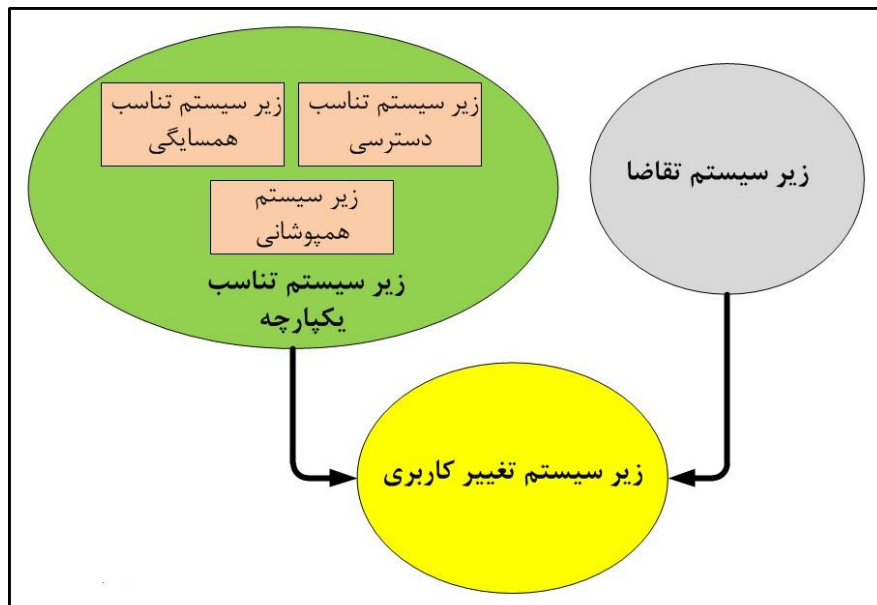 زیر سیستم تناسب
دسترسی
زیر سیستم تناسب
همسایگی
زیر سیستم
همپوشانی
زیر سیستم تناسب
یکپارچه
زیر سیستم تقاضا
زیر سیستم تغییر کاربری